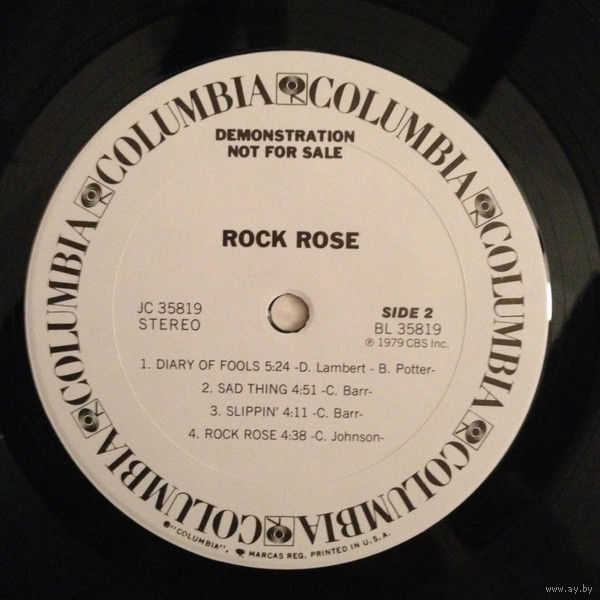 COLUMBIA COLUMBIA COLUMBIA COLUMBIA COLUMBIA COLUMBIA
DEMONSTRATION
NOT FOR SALE
ROCK ROSE
JC 35819
STEREO
SIDE 2
BL 35819
℗ 1979 CBS Inc.
1. DIARY OF FOOLS 5:24 -D. Lambert - B. Potter-
2. SAD THING 4:51 -C. Barr-
3. SLIPPIN' 4:11 -C. Barr-
4. ROCK ROSE 4:38 -C. Johnson-
"COLUMBIA", MARCAS REG. PRINTED IN U.S.A.
www.ay.by